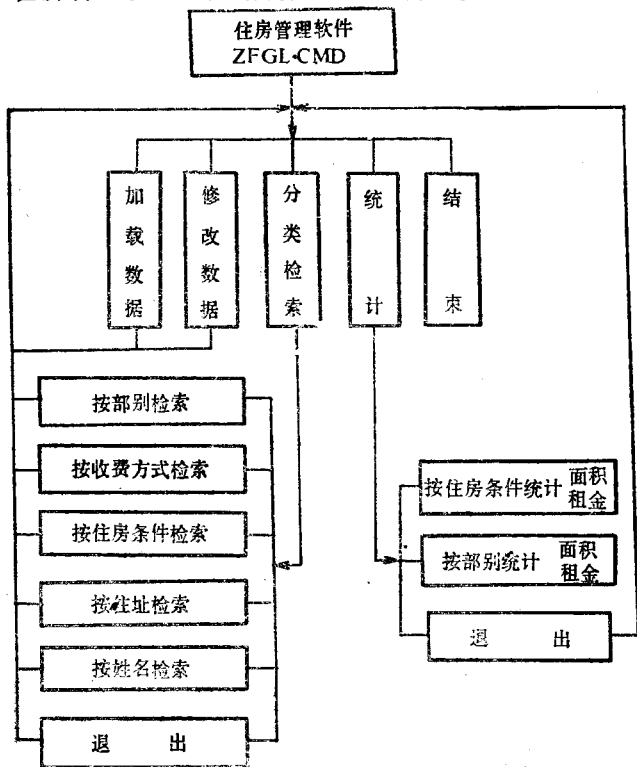 住房管理软件
ZFGL·CMD
加载数据
修改数据
分类检索
统计
结束
按部别检索
按收费方式检索
按住房条件检索
按住址检索
按姓名检索
退出
按住房条件统计 面积
租金
按部别统计 面积
租金
退出